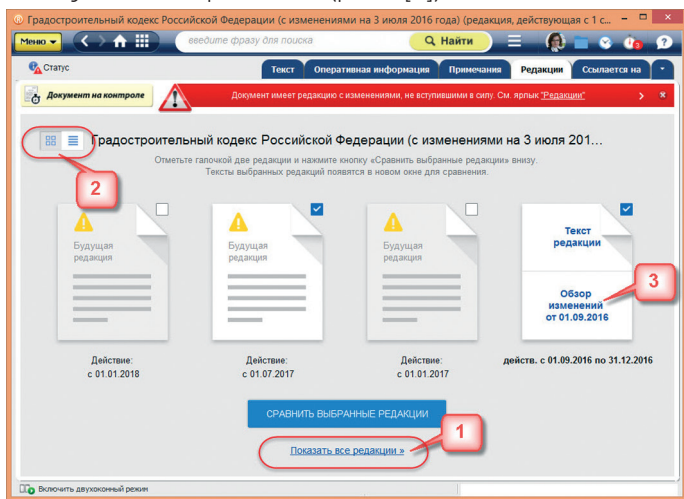 Градостроительный кодекс Российской Федерации (с изменениями на 3 июля 2016 года) (редакция, действующая с 1 с...
Меню
введите фразу для поиска
Найти
Статус
Текст
Оперативная информация
Примечания
Редакции
Ссылается на
Документ на контроле
Документ имеет редакцию с изменениями, не вступившими в силу. См. ярлык "Редакции"
Градостроительный кодекс Российской Федерации (с изменениями на 3 июля 201...
Отметьте галочкой две редакции и нажмите кнопку «Сравнить выбранные редакции» внизу.
Тексты выбранных редакций появятся в новом окне для сравнения.
2
Будущая
редакция
Будущая
редакция
Будущая
редакция
Текст
редакции
Обзор
изменений
от 01.09.2016
3
Действие:
с 01.01.2018
Действие:
с 01.07.2017
Действие:
с 01.01.2017
действ. с 01.09.2016 по 31.12.2016
СРАВНИТЬ ВЫБРАННЫЕ РЕДАКЦИИ
1
Показать все редакции »
Включить двухоконный режим